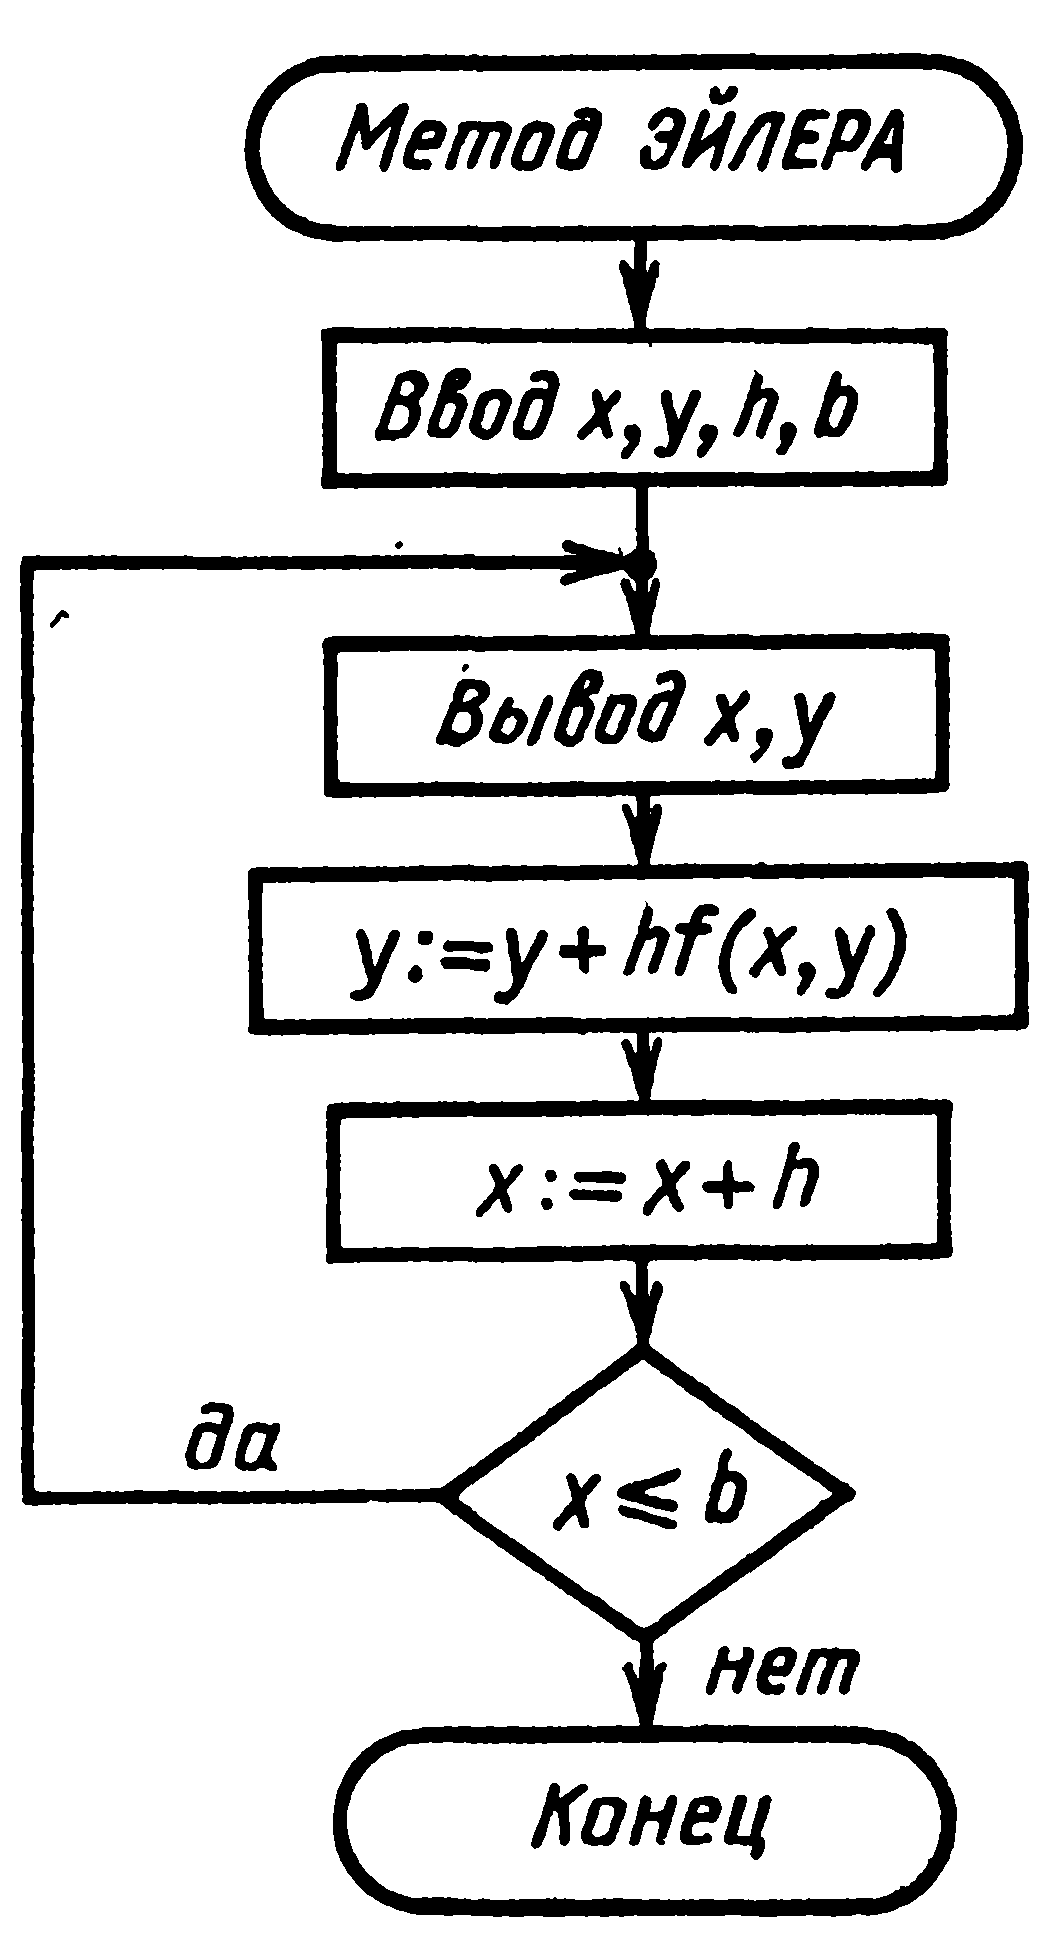 Метод ЭЙЛЕРА
Ввод x, y, h, b
Вывод x, y
y:=y+hf(x,y)
x:=x+h
x⩽b
да
нет
Конец